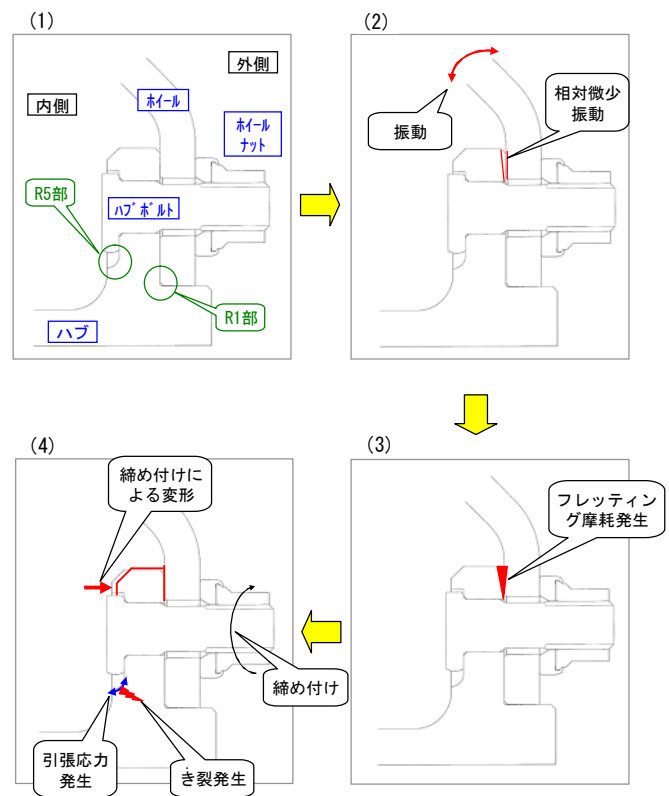 (1)
外側
内側
ﾎｲｰﾙ
ﾎｲｰﾙ
ﾅｯﾄ
R5部
ﾊﾌﾞﾎﾞﾙﾄ
R1部
ハブ
(2)
相対微少
振動
振動
(3)
フレッティン
グ摩耗発生
(4)
締め付けに
よる変形
締め付け
引張応力
発生
き裂発生